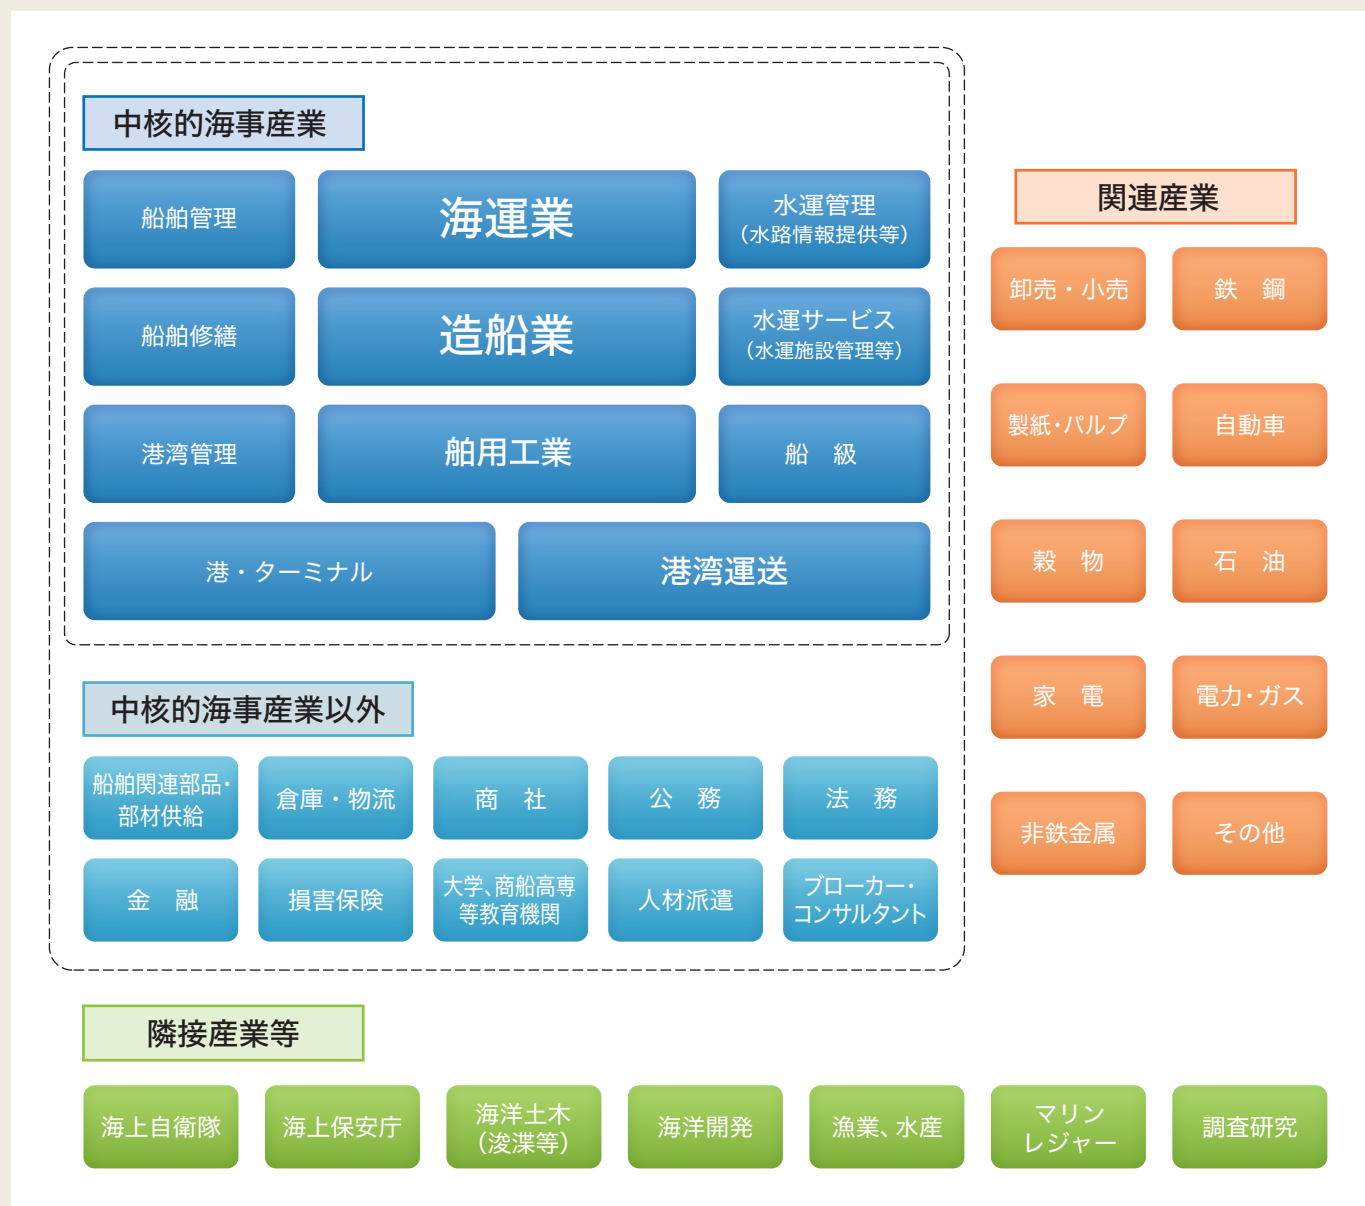 中核的海事産業
船舶管理
海運業
水運管理
（水路情報提供等）
船舶修繕
造船業
水運サービス
（水運施設管理等）
港湾管理
舶用工業
船　級
港・ターミナル
港湾運送
中核的海事産業以外
船舶関連部品・
部材供給
倉庫・物流
商　社
公　務
法　務
金　融
損害保険
大学、商船高専
等教育機関
人材派遣
ブローカー・
コンサルタント
関連産業
卸売・小売
鉄　鋼
製紙・パルプ
自動車
穀　物
石　油
家　電
電力・ガス
非鉄金属
その他
隣接産業等
海上自衛隊
海上保安庁
海洋土木
（浚渫等）
海洋開発
漁業、水産
マリン
レジャー
調査研究